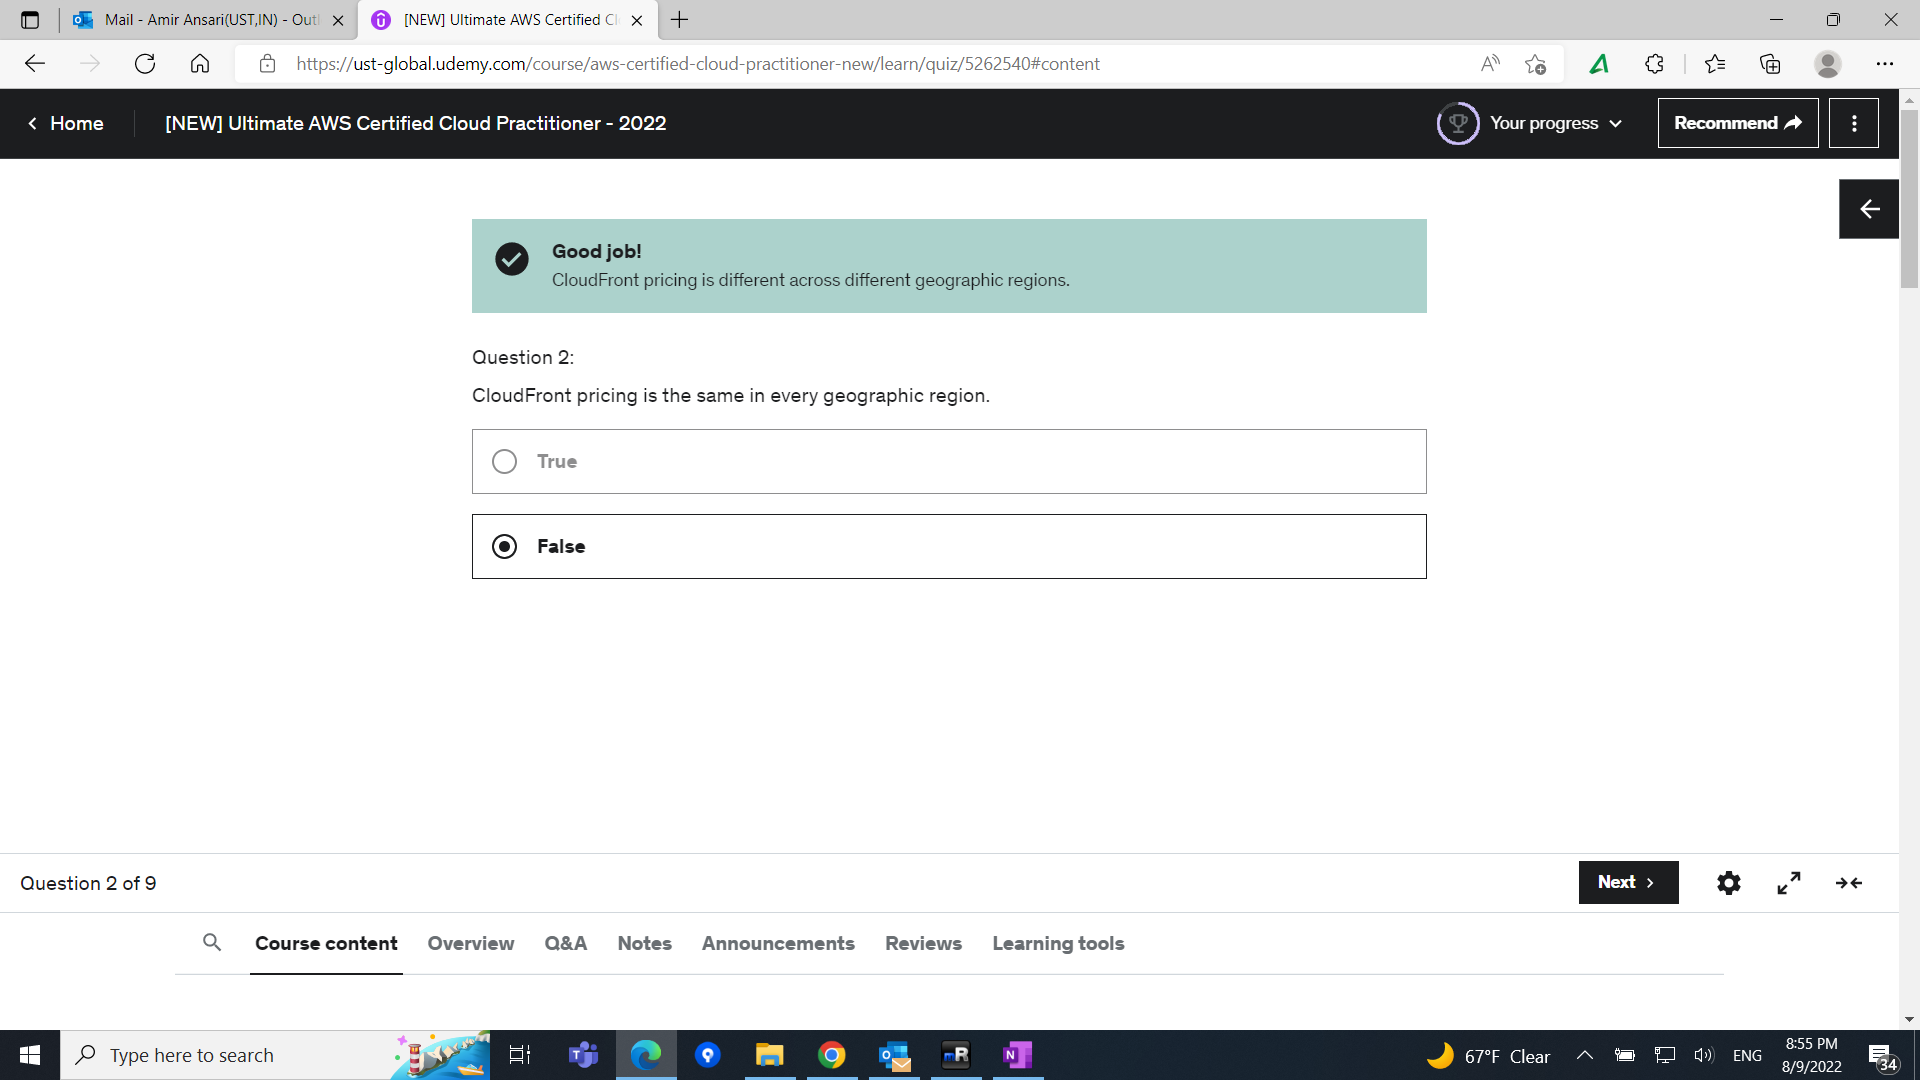 Mail - Amir Ansari(UST,IN) - Out
[NEW] Ultimate AWS Certified Cl
https://ust-global.udemy.com/course/aws-certified-cloud-practitioner-new/learn/quiz/5262540#content
Home
[NEW] Ultimate AWS Certified Cloud Practitioner - 2022
Your progress
Recommend
Good job!
CloudFront pricing is different across different geographic regions.
Question 2:
CloudFront pricing is the same in every geographic region.
True
False
Question 2 of 9
Next
Course content Overview Q&A Notes Announcements Reviews Learning tools
Type here to search
67°F Clear
ENG
8:55 PM
8/9/2022
34